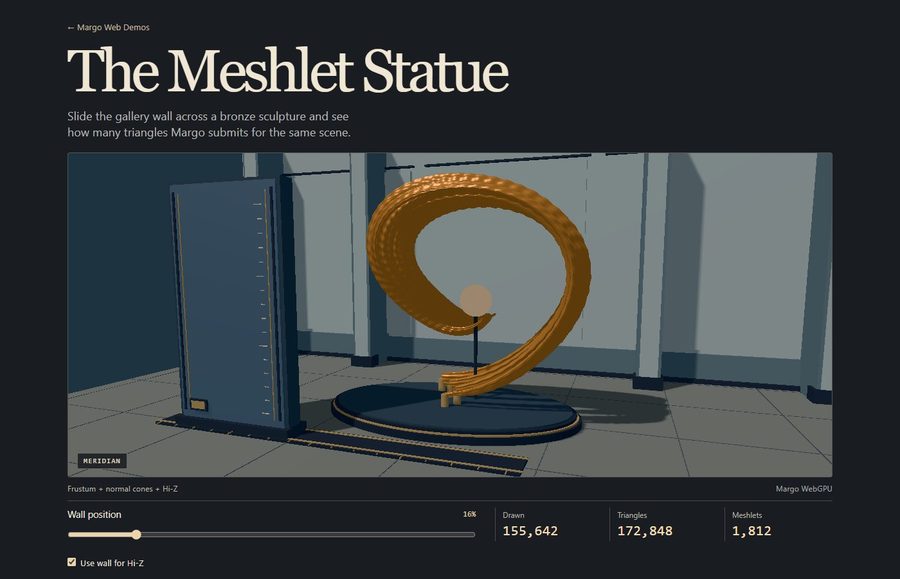 ← Margo Web Demos
The Meshlet Statue
Slide the gallery wall across a bronze sculpture and see
how many triangles Margo submits for the same scene.
MERIDIAN
Frustum + normal cones + Hi-Z
Margo WebGPU
Wall position
16%
Drawn
155,642
Triangles
172,848
Meshlets
1,812
Use wall for Hi-Z